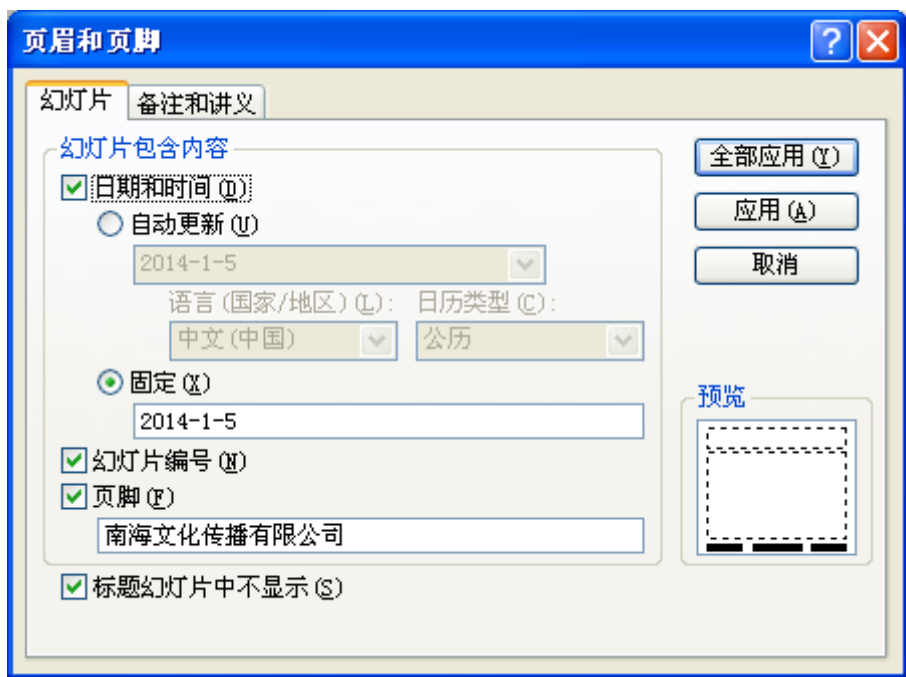 页眉和页脚
幻灯片 备注和讲义
幻灯片包含内容
全部应用(Y)
日期和时间(D)
应用(A)
自动更新(U)
取消
2014-1-5
语言(国家/地区)(L): 日历类型(C):
中文(中国) 公历
固定(X)
预览
2014-1-5
幻灯片编号(N)
页脚(F)
南海文化传播有限公司
标题幻灯片中不显示(S)